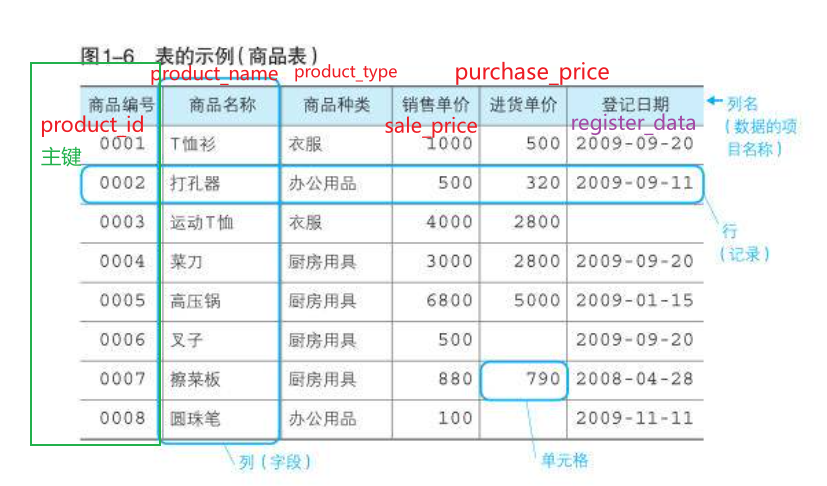 图1-6 表的示例(商品表)
product_name product_type purchase_price
商品编号 商品名称 商品种类 销售单价 进货单价 登记日期 列名
product_id sale_price register_data (数据的项
主键 目名称)
0001 T恤衫 衣服 1000 500 2009-09-20
0002 打孔器 办公用品 500 320 2009-09-11
0003 运动T恤 衣服 4000 2800
行
(记录)
0004 菜刀 厨房用具 3000 2800 2009-09-20
0005 高压锅 厨房用具 6800 5000 2009-01-15
0006 叉子 厨房用具 500 2009-09-20
0007 擦菜板 厨房用具 880 790 2008-04-28
0008 圆珠笔 办公用品 100 2009-11-11
列(字段) 单元格